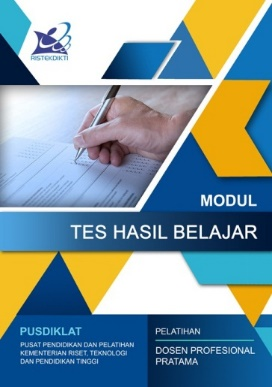 RISTEKDIKTI
MODUL
TES HASIL BELAJAR
PUSDIKLAT
PUSAT PENDIDIKAN DAN PELATIHAN
KEMENTERIAN RISET, TEKNOLOGI
DAN PENDIDIKAN TINGGI
PELATIHAN
DOSEN PROFESIONAL
PRATAMA